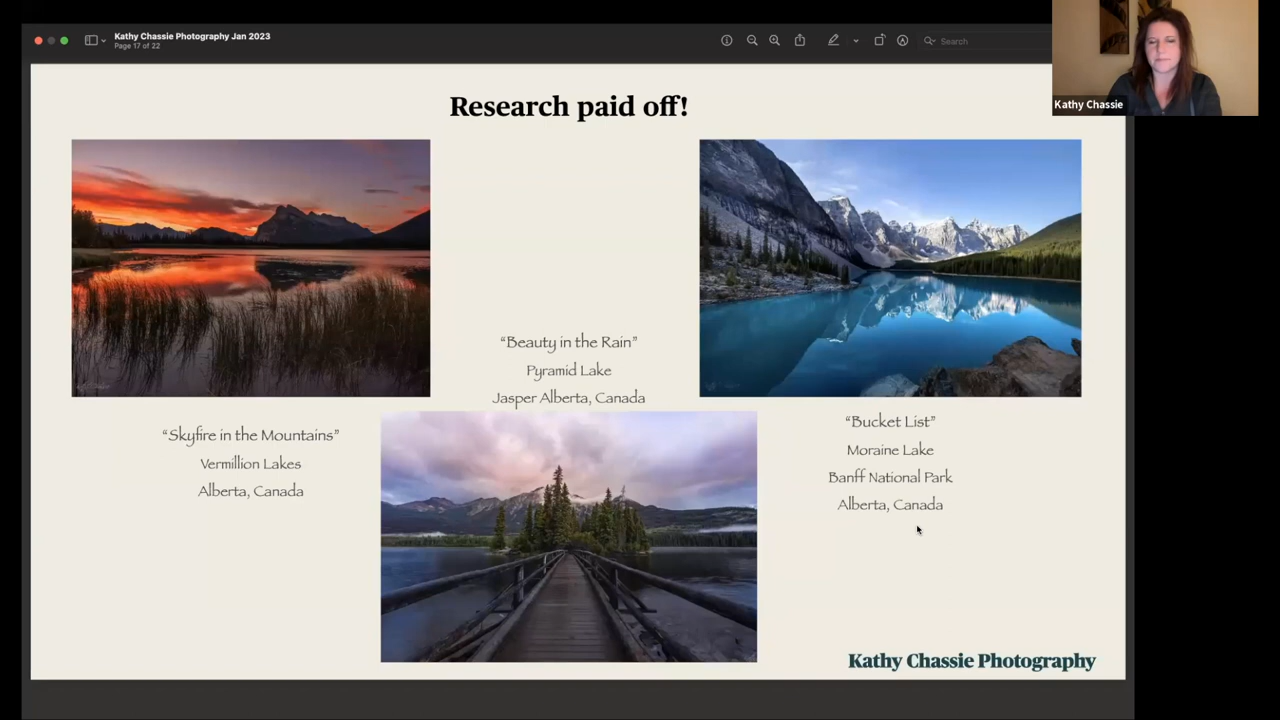 Kathy Chassie Photography Jan 2023
Page 17 of 22
Search
Kathy Chassie
Research paid off!
“Beauty in the Rain”
Pyramid Lake
Jasper Alberta, Canada
“Skyfire in the Mountains”
Vermillion Lakes
Alberta, Canada
“Bucket List”
Moraine Lake
Banff National Park
Alberta, Canada
Kathy Chassie Photography